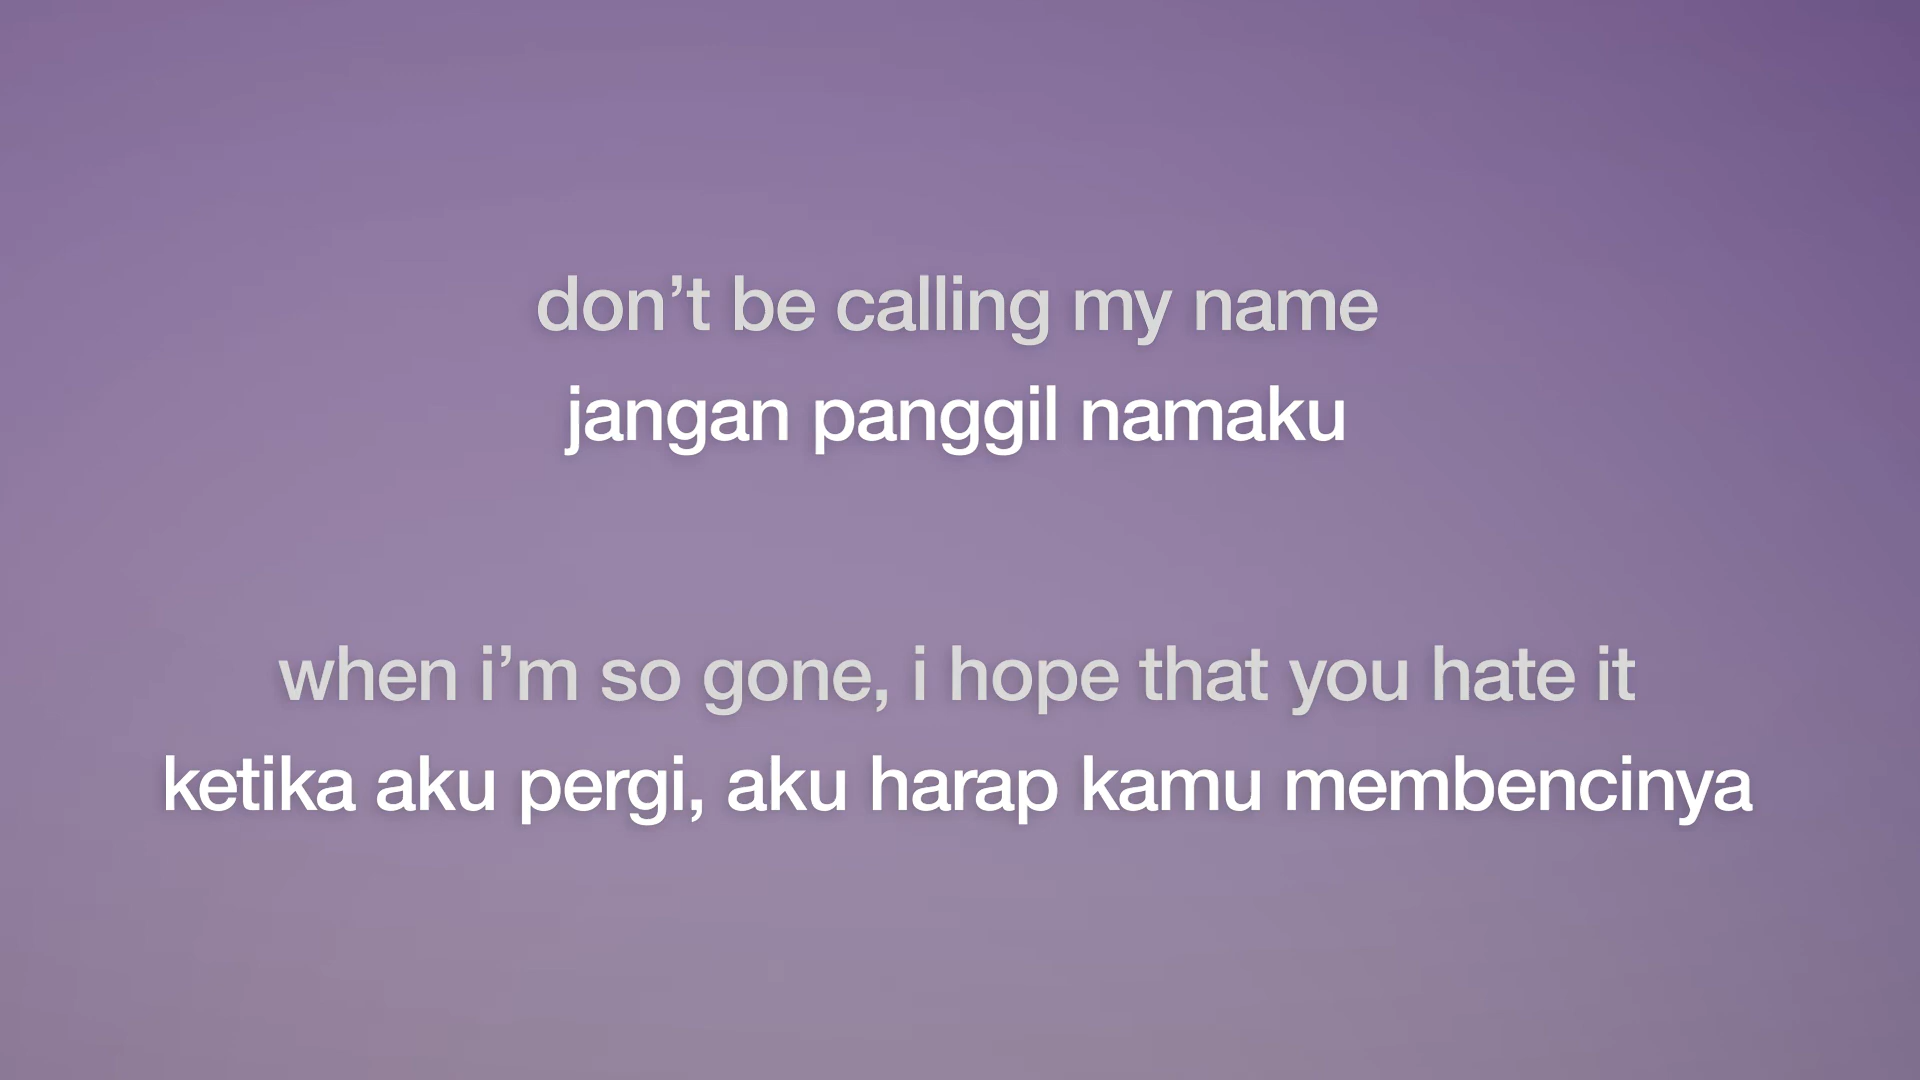 don’t be calling my name
jangan panggil namaku
when i’m so gone, i hope that you hate it
ketika aku pergi, aku harap kamu membencinya